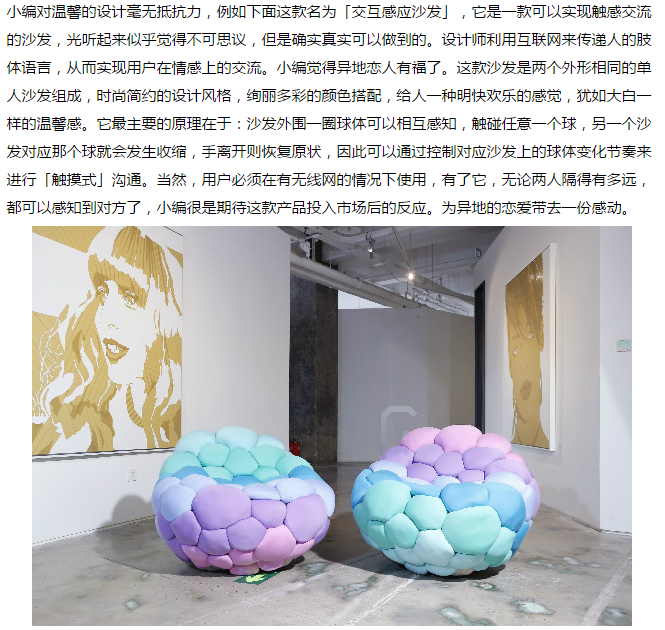 小编对温馨的设计毫无抵抗力，例如下面这款名为「交互感应沙发」，它是一款可以实现触感交流
的沙发，光听起来似乎觉得不可思议，但是确实真实可以做到的。设计师利用互联网来传递人的肢
体语言，从而实现用户在情感上的交流。小编觉得异地恋人有福了。这款沙发是两个外形相同的单
人沙发组成，时尚简约的设计风格，绚丽多彩的颜色搭配，给人一种明快欢乐的感觉，犹如大白一
样的温馨感。它最主要的原理在于：沙发外围一圈球体可以相互感知，触碰任意一个球，另一个沙
发对应那个球就会发生收缩，手离开则恢复原状，因此可以通过控制对应沙发上的球体变化节奏来
进行「触摸式」沟通。当然，用户必须在有无线网的情况下使用，有了它，无论两人隔得有多远，
都可以感知到对方了，小编很是期待这款产品投入市场后的反应。为异地的恋爱带去一份感动。